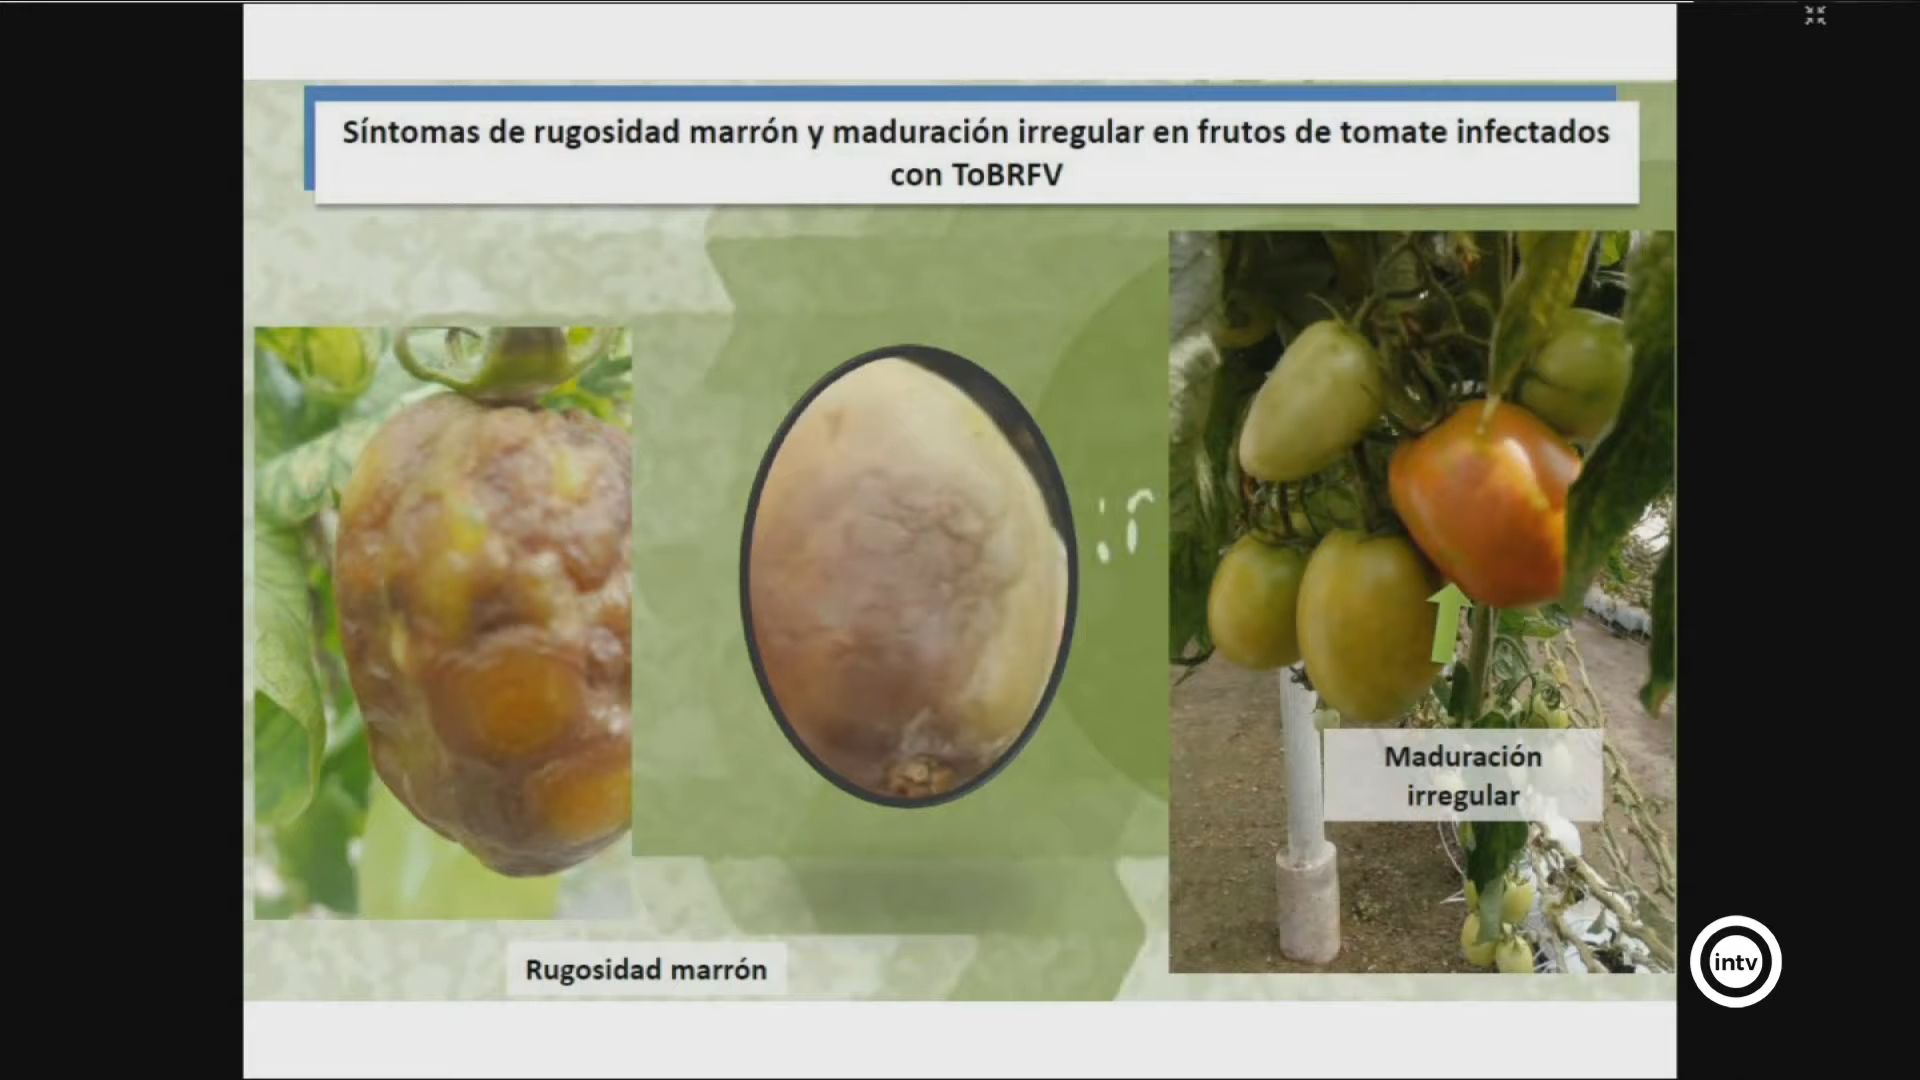 Síntomas de rugosidad marrón y maduración irregular en frutos de tomate infectados
con ToBRFV
Maduración
irregular
Rugosidad marrón
intv